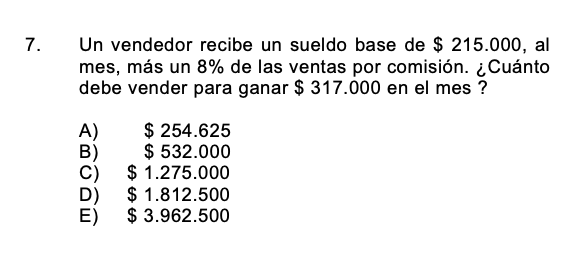 7. Un vendedor recibe un sueldo base de $ 215.000, al
mes, más un 8% de las ventas por comisión. ¿Cuánto
debe vender para ganar $ 317.000 en el mes ?
A) $ 254.625
B) $ 532.000
C) $ 1.275.000
D) $ 1.812.500
E) $ 3.962.500